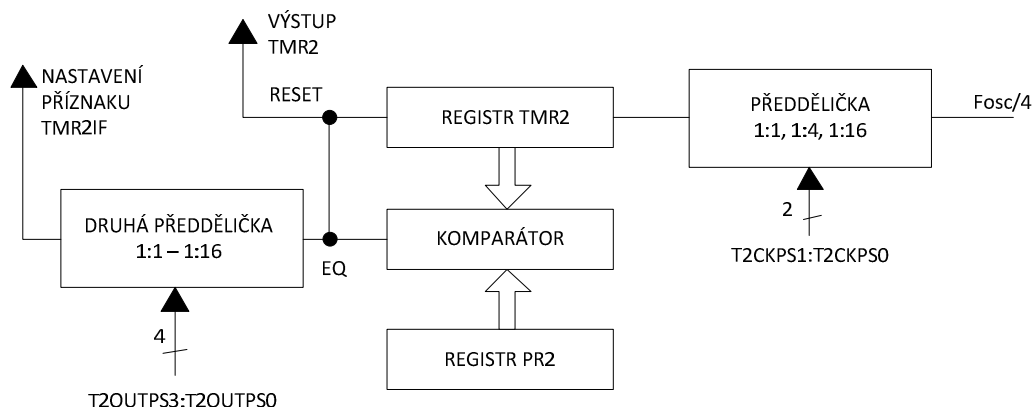 VÝSTUP
TMR2
NASTAVENÍ
PŘÍZNAKU
TMR2IF
RESET
REGISTR TMR2
PŘEDDĚLIČKA
1:1, 1:4, 1:16
Fosc/4
2
T2CKPS1:T2CKPS0
DRUHÁ PŘEDDĚLIČKA
1:1 – 1:16
EQ
KOMPARÁTOR
4
T2OUTPS3:T2OUTPS0
REGISTR PR2